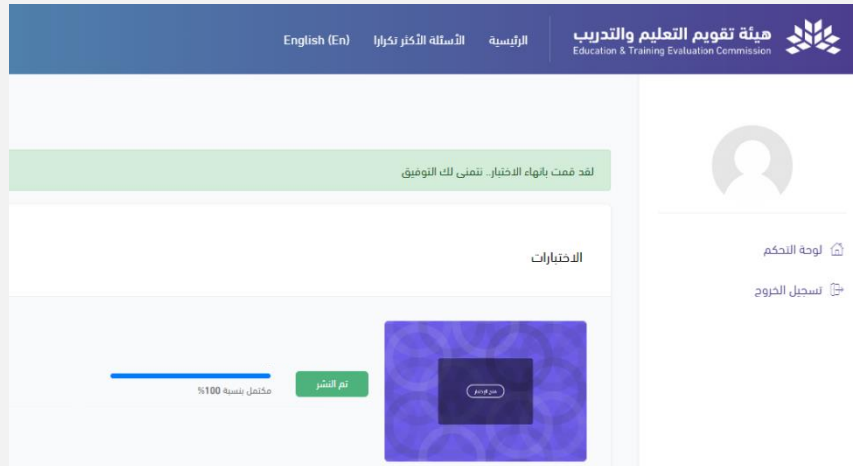 هيئة تقويم التعليم والتدريب
Education & Training Evaluation Commission
الرئيسية
الأسئلة الأكثر تكرارا
English (En)
لوحة التحكم
تسجيل الخروج
لقد قمت بانهاء الاختبار.. نتمنى لك التوفيق
الاختبارات
تم النشر
مكتمل بنسبة 100%